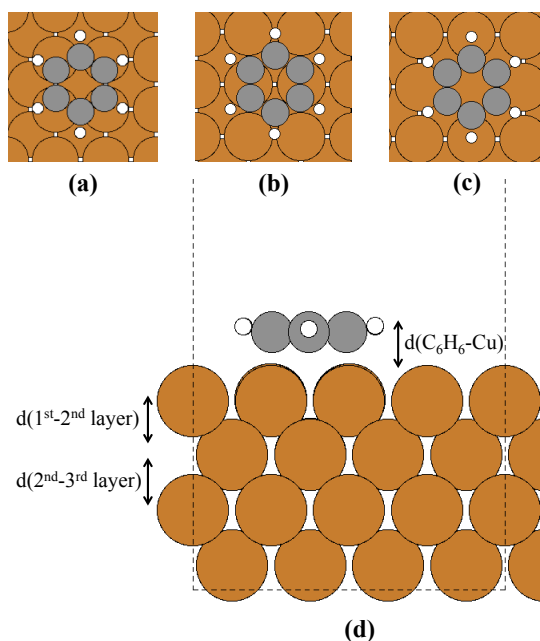 (a) (b) (c)
d(C₆H₆-Cu)
d(1ˢᵗ-2ⁿᵈ layer)
d(2ⁿᵈ-3ʳᵈ layer)
(d)